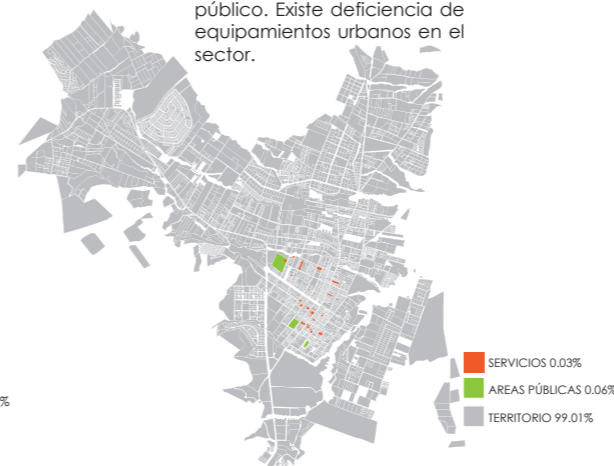 público. Existe deficiencia de
equipamientos urbanos en el
sector.
SERVICIOS 0.03%
AREAS PÚBLICAS 0.06%
TERRITORIO 99.01%
%